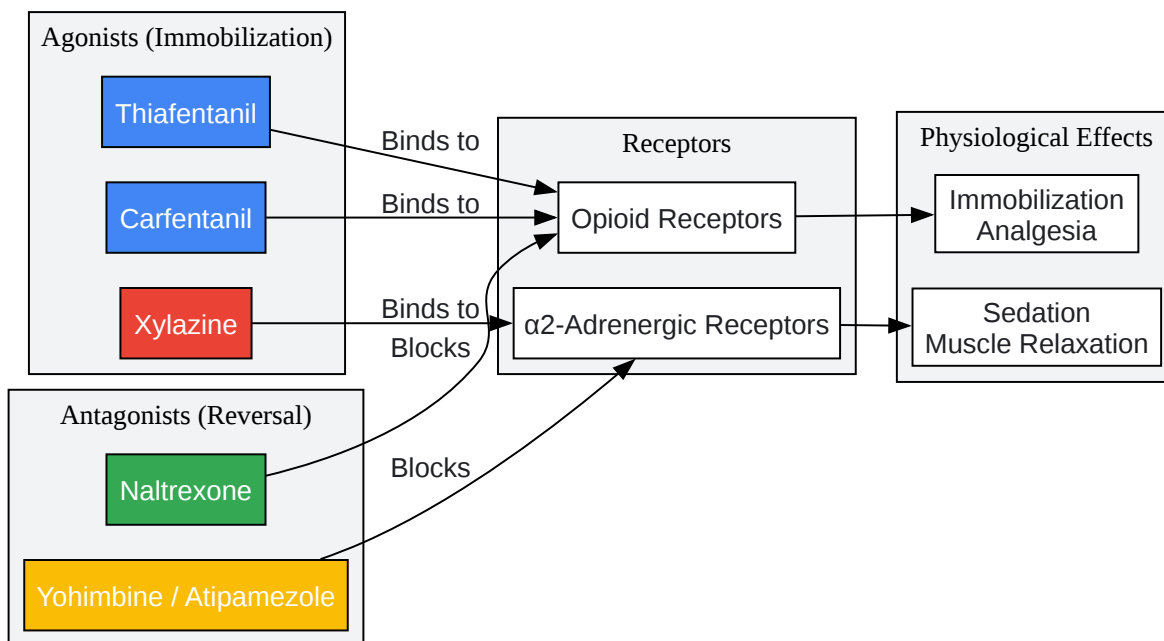 Agonists (Immobilization)
Thiafentanil
Carfentanil
Xylazine
Antagonists (Reversal)
Naltrexone
Yohimbine / Atipamezole
Binds to
Binds to
Binds to
Blocks
Blocks
Receptors
Opioid Receptors
α2-Adrenergic Receptors
Physiological Effects
Immobilization
Analgesia
Sedation
Muscle Relaxation